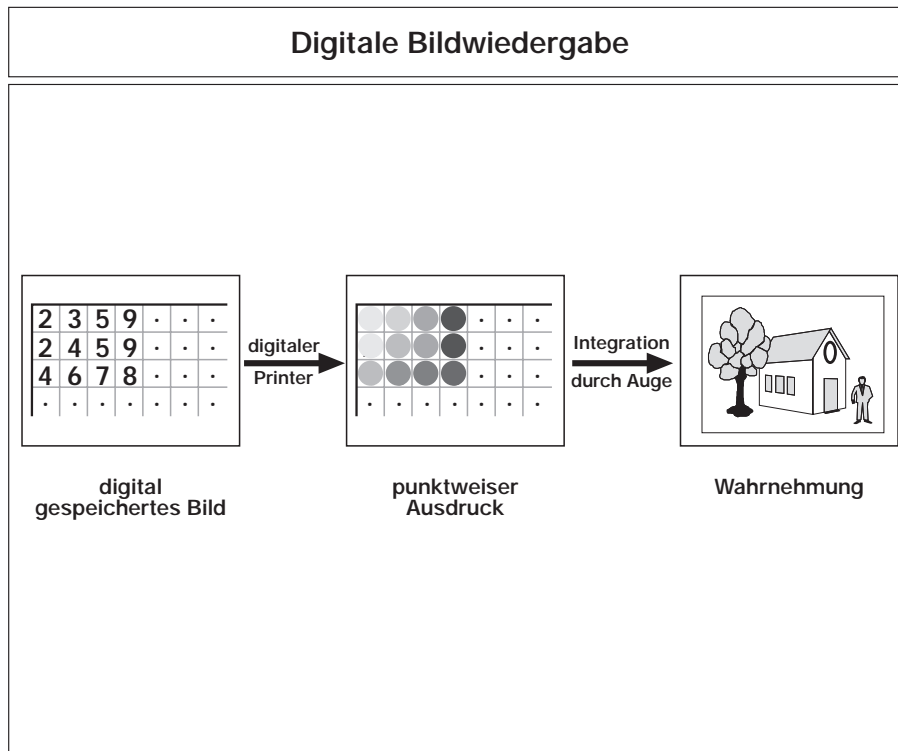 Digitale Bildwiedergabe
2 3 5 9 · · ·
2 4 5 9 · · ·
4 6 7 8 · · ·
· · · · · · ·
digitaler
Printer
· · ·
· · ·
· · ·
· · · · · · ·
Integration
durch Auge
digital
gespeichertes Bild
punktweiser
Ausdruck
Wahrnehmung